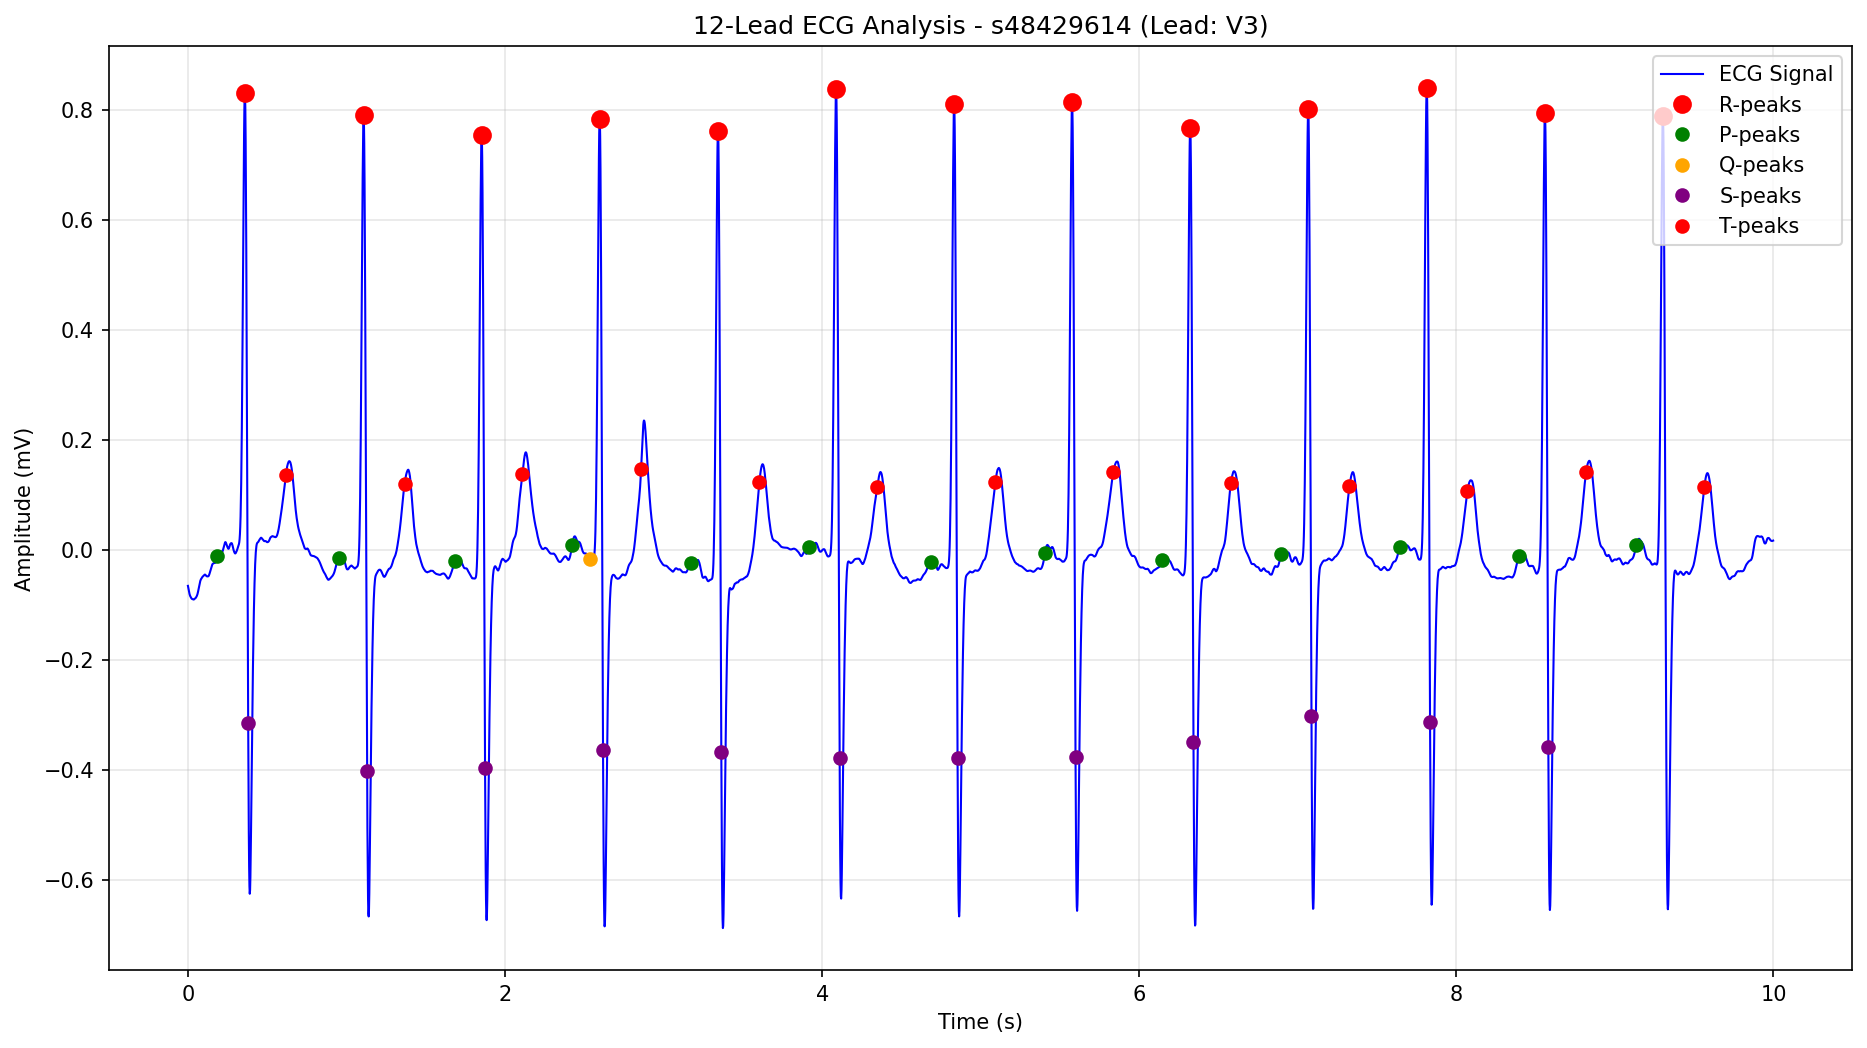 12-Lead ECG Analysis - s48429614 (Lead: V3)
ECG Signal
R-peaks
P-peaks
Q-peaks
S-peaks
T-peaks
Amplitude (mV)
0.8
0.6
0.4
0.2
0.0
−0.2
−0.4
−0.6
0
2
4
6
8
10
Time (s)